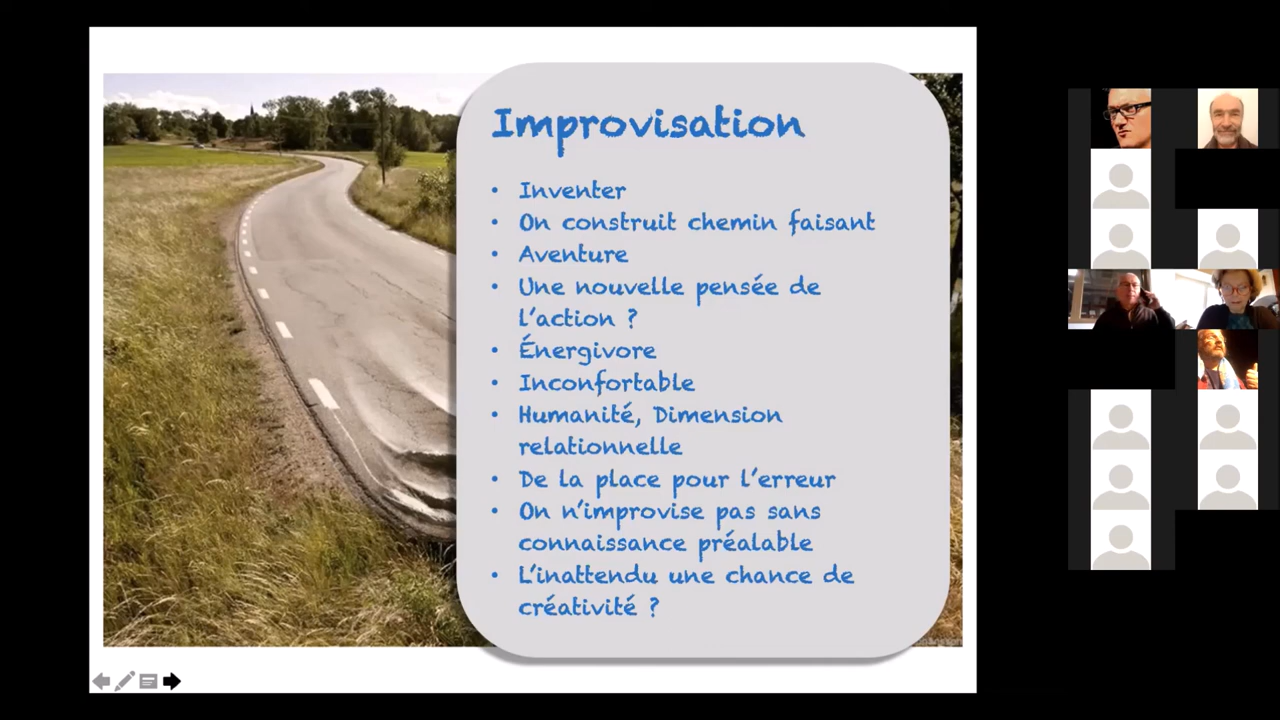 Improvisation
• Inventer
• On construit chemin faisant
• Aventure
• Une nouvelle pensée de
l'action ?
• Énergivore
• Inconfortable
• Humanité, Dimension
relationnelle
• De la place pour l'erreur
• On n'improvise pas sans
connaissance préalable
• L'inattendu une chance de
créativité ?